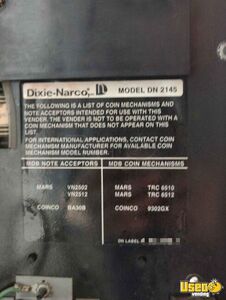 Dixie-Narco, Inc. MODEL DN 2145
THE FOLLOWING IS A LIST OF COIN MECHANISMS AND
NOTE ACCEPTORS INTENDED FOR USE WITH
THIS VENDER. THE VENDER IS NOT TO BE OPERATED WITH A
COIN MECHANISM THAT DOES NOT APPEAR ON
THIS LIST.
FOR INTERNATIONAL APPLICATIONS, CONTACT COIN
MECHANISM MANUFACTURER FOR AVAILABLE COIN
MECHANISM MODEL NUMBER.
MDB NOTE ACCEPTORS MDB COIN MECHANISMS
MARS VN2502 MARS TRC 6510
VN2512 TRC 6512
COINCO BA30B COINCO 9302GX
DN LABEL
Used
vending